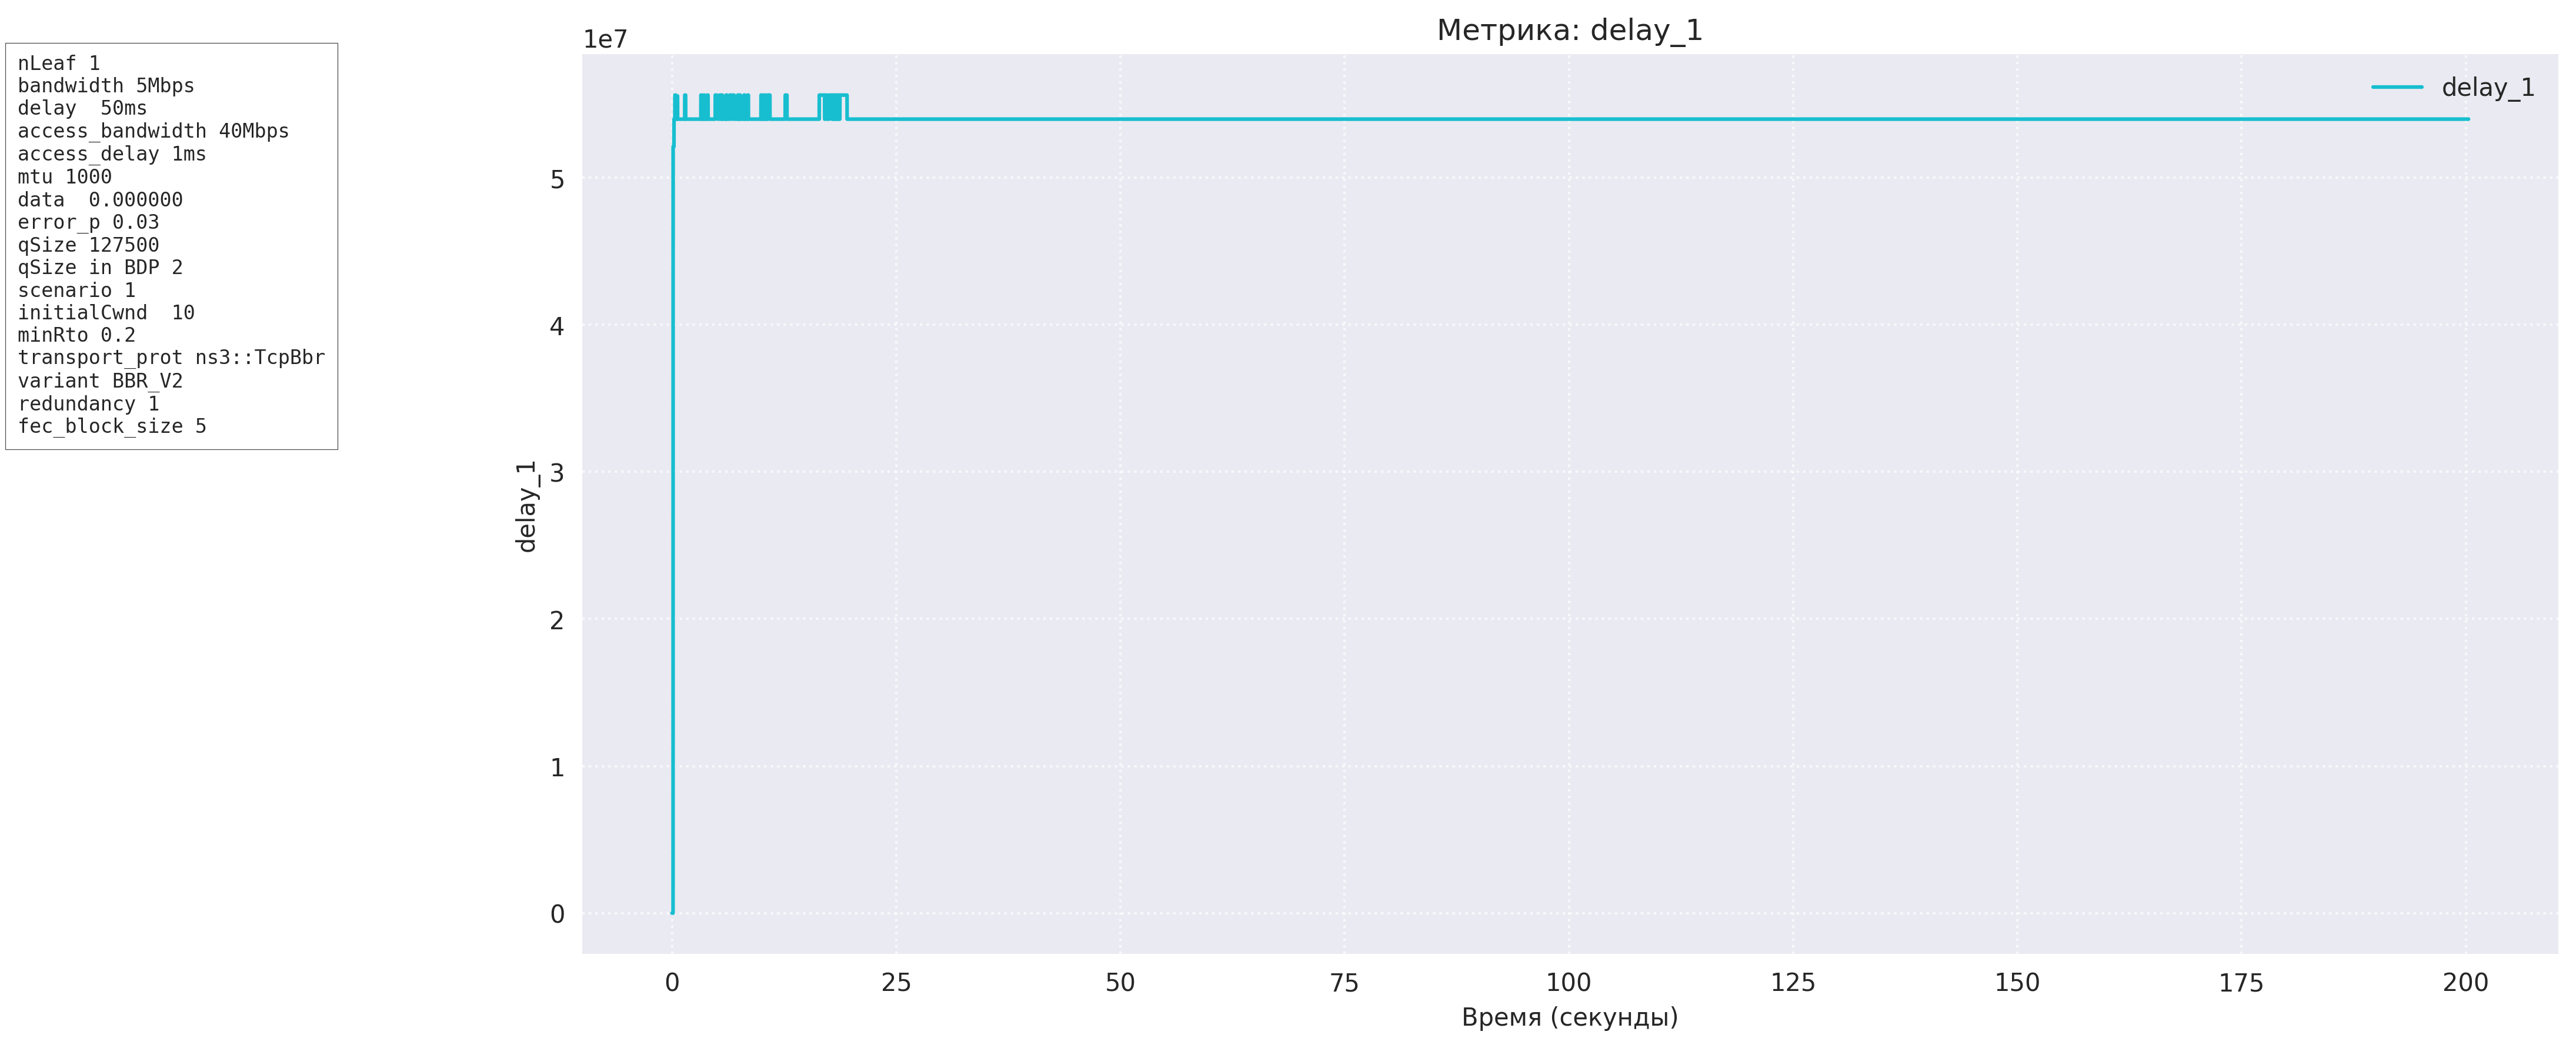 nLeaf 1
bandwidth 5Mbps
delay  50ms
access_bandwidth 40Mbps
access_delay 1ms
mtu 1000
data  0.000000
error_p 0.03
qSize 127500
qSize in BDP 2
scenario 1
initialCwnd  10
minRto 0.2
transport_prot ns3::TcpBbr
variant BBR_V2
redundancy 1
fec_block_size 5
Метрика: delay_1
1e7
delay_1
5
4
3
2
1
0
delay_1
0 25 50 75 100 125 150 175 200
Время (секунды)